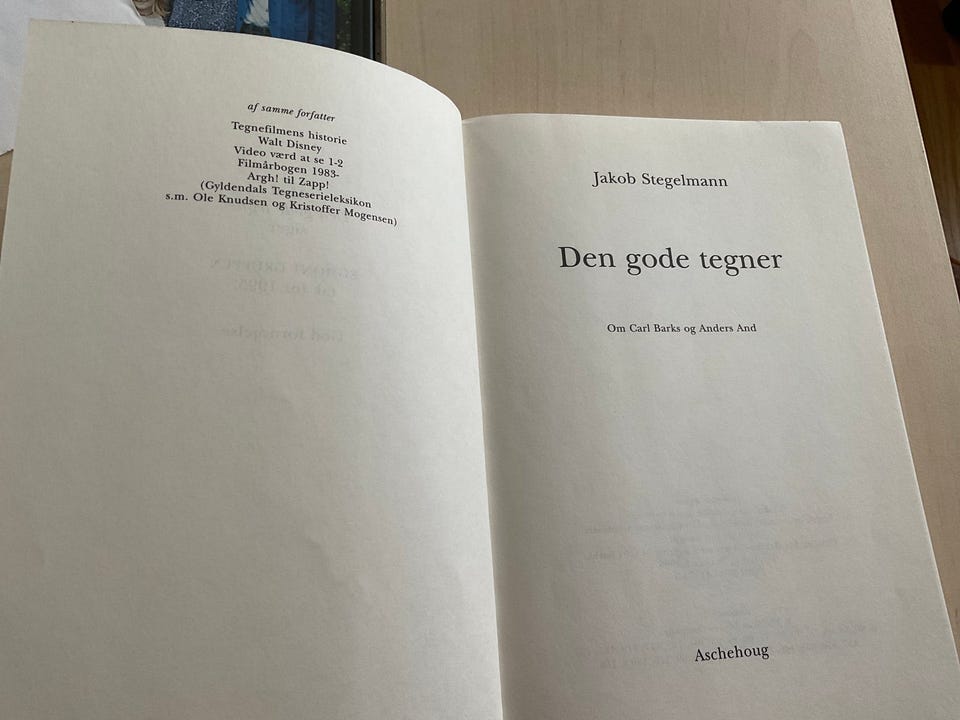 af samme forfatter
Tegnefilmens historie
Walt Disney
Video værd at se 1-2
Filmårbogen 1983-
Argh! til Zapp!
(Gyldendals Tegneserieleksikon
s.m. Ole Knudsen og Kristoffer Mogensen)
Jakob Stegelmann
Den gode tegner
Om Carl Barks og Anders And
Aschehoug